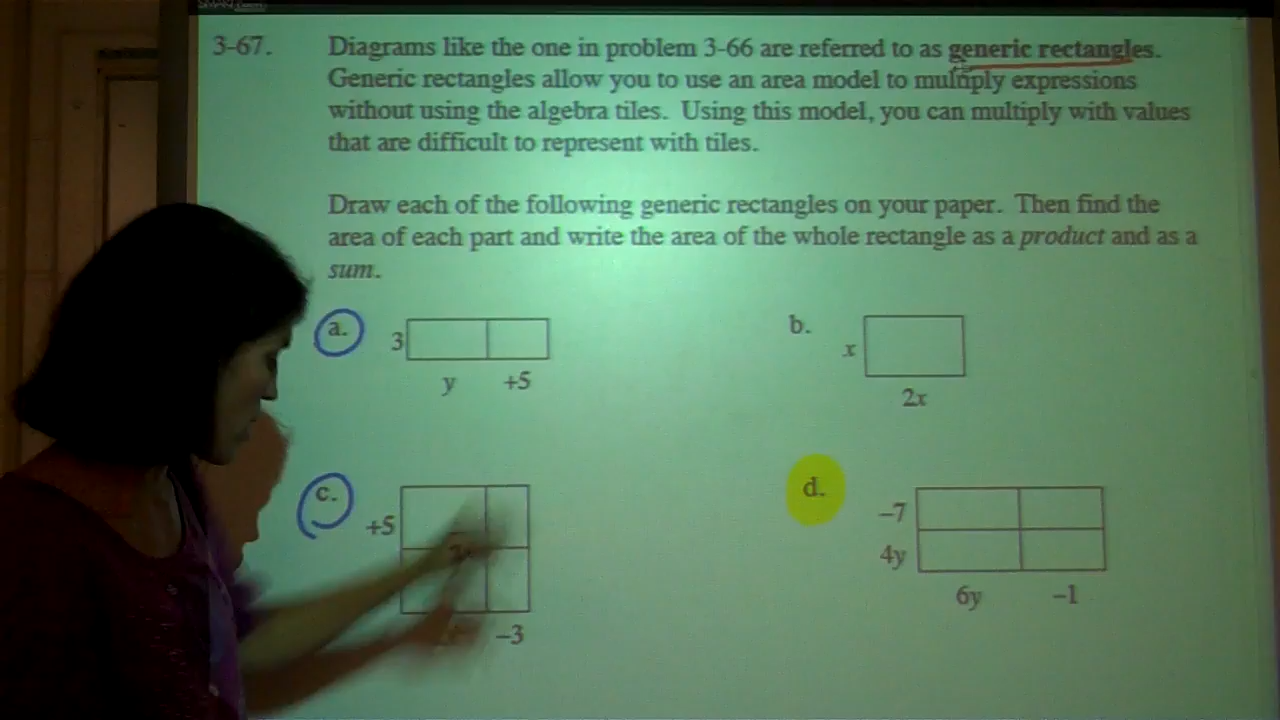 3-67. Diagrams like the one in problem 3-66 are referred to as generic rectangles.
Generic rectangles allow you to use an area model to multiply expressions
without using the algebra tiles. Using this model, you can multiply with values
that are difficult to represent with tiles.
Draw each of the following generic rectangles on your paper. Then find the
area of each part and write the area of the whole rectangle as a product and as a
sum.
a. 3
y +5
b. x
2x
c. +5
-3
d. -7
4y
6y -1